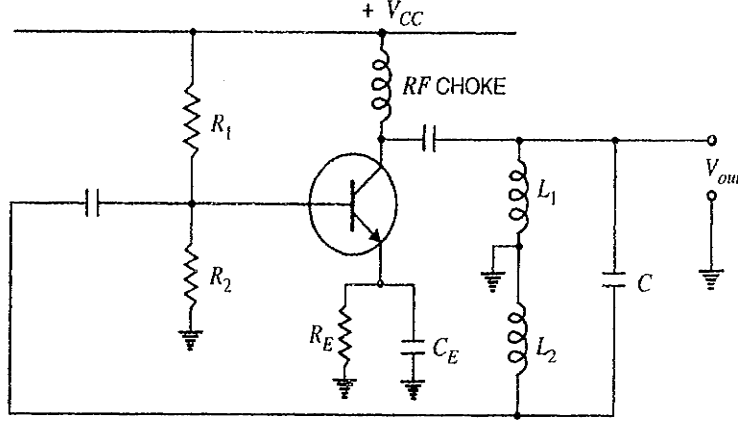 + V_CC
RF CHOKE
R_1
V_out
L_1
R_2
C
R_E
C_E
L_2